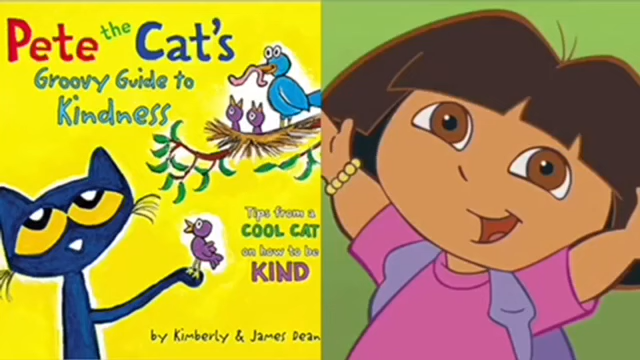 Pete the Cat's
Groovy Guide to
Kindness
Tips from a
COOL CAT
on how to be
KIND
by Kimberly & James Dean